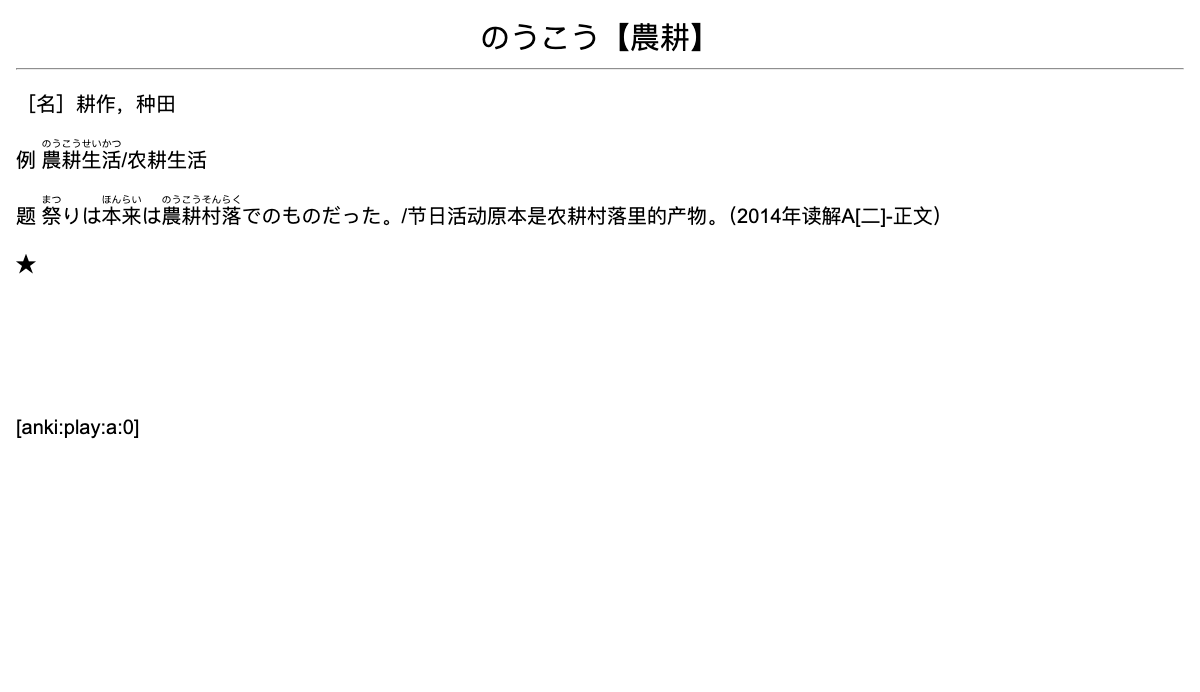 のうこう【農耕】
［名］耕作，种田
のうこうせいかつ
例 農耕生活/农耕生活
まつ ほんらい のうこうそんらく
题 祭りは本来は農耕村落でのものだった。/节日活动原本是农耕村落里的产物。（2014年读解A[二]-正文）
★
[anki:play:a:0]